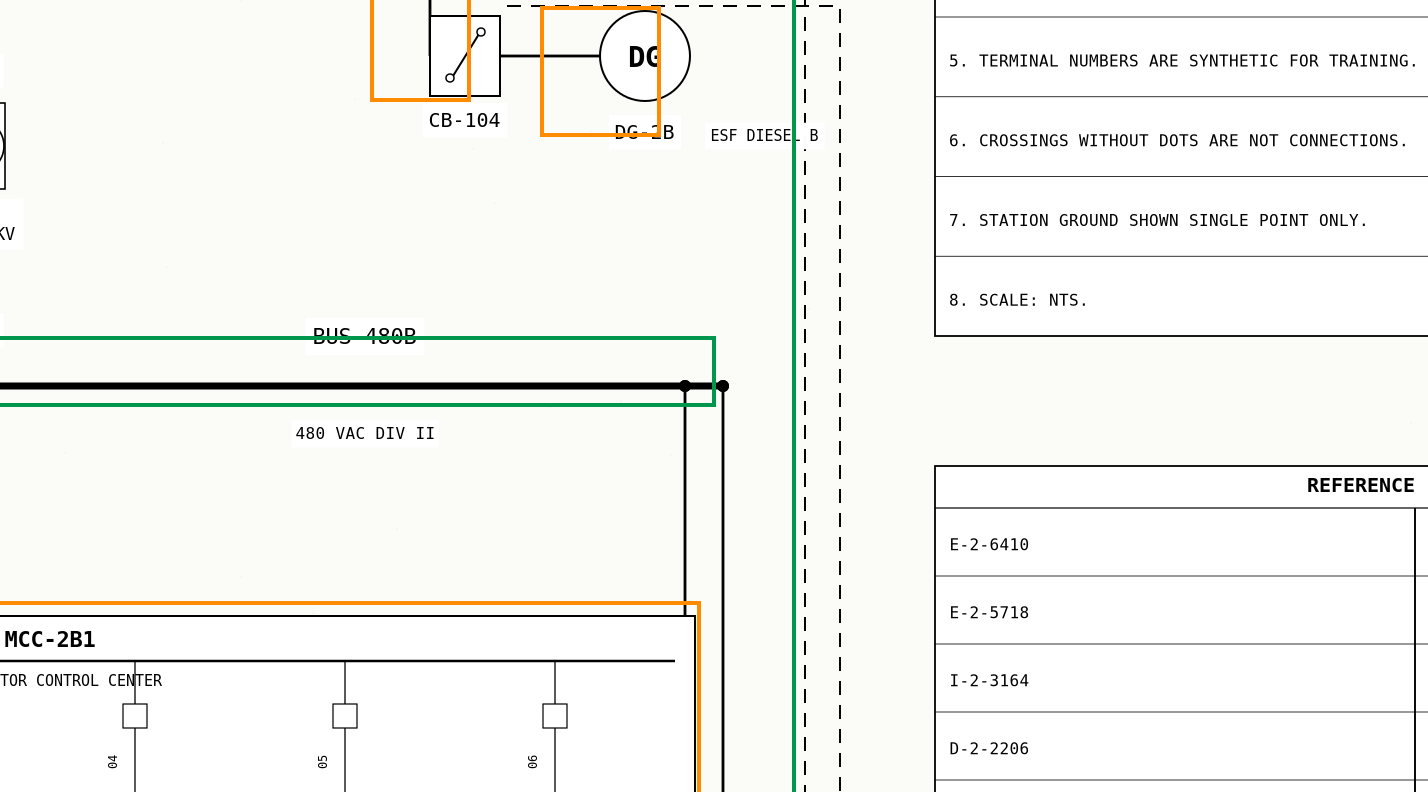 DG
CB-104
DG-2B
ESF DIESEL B
KV
BUS 480B
480 VAC DIV II
MCC-2B1
TOR CONTROL CENTER
04
05
06
5. TERMINAL NUMBERS ARE SYNTHETIC FOR TRAINING.
6. CROSSINGS WITHOUT DOTS ARE NOT CONNECTIONS.
7. STATION GROUND SHOWN SINGLE POINT ONLY.
8. SCALE: NTS.
REFERENCE
E-2-6410
E-2-5718
I-2-3164
D-2-2206